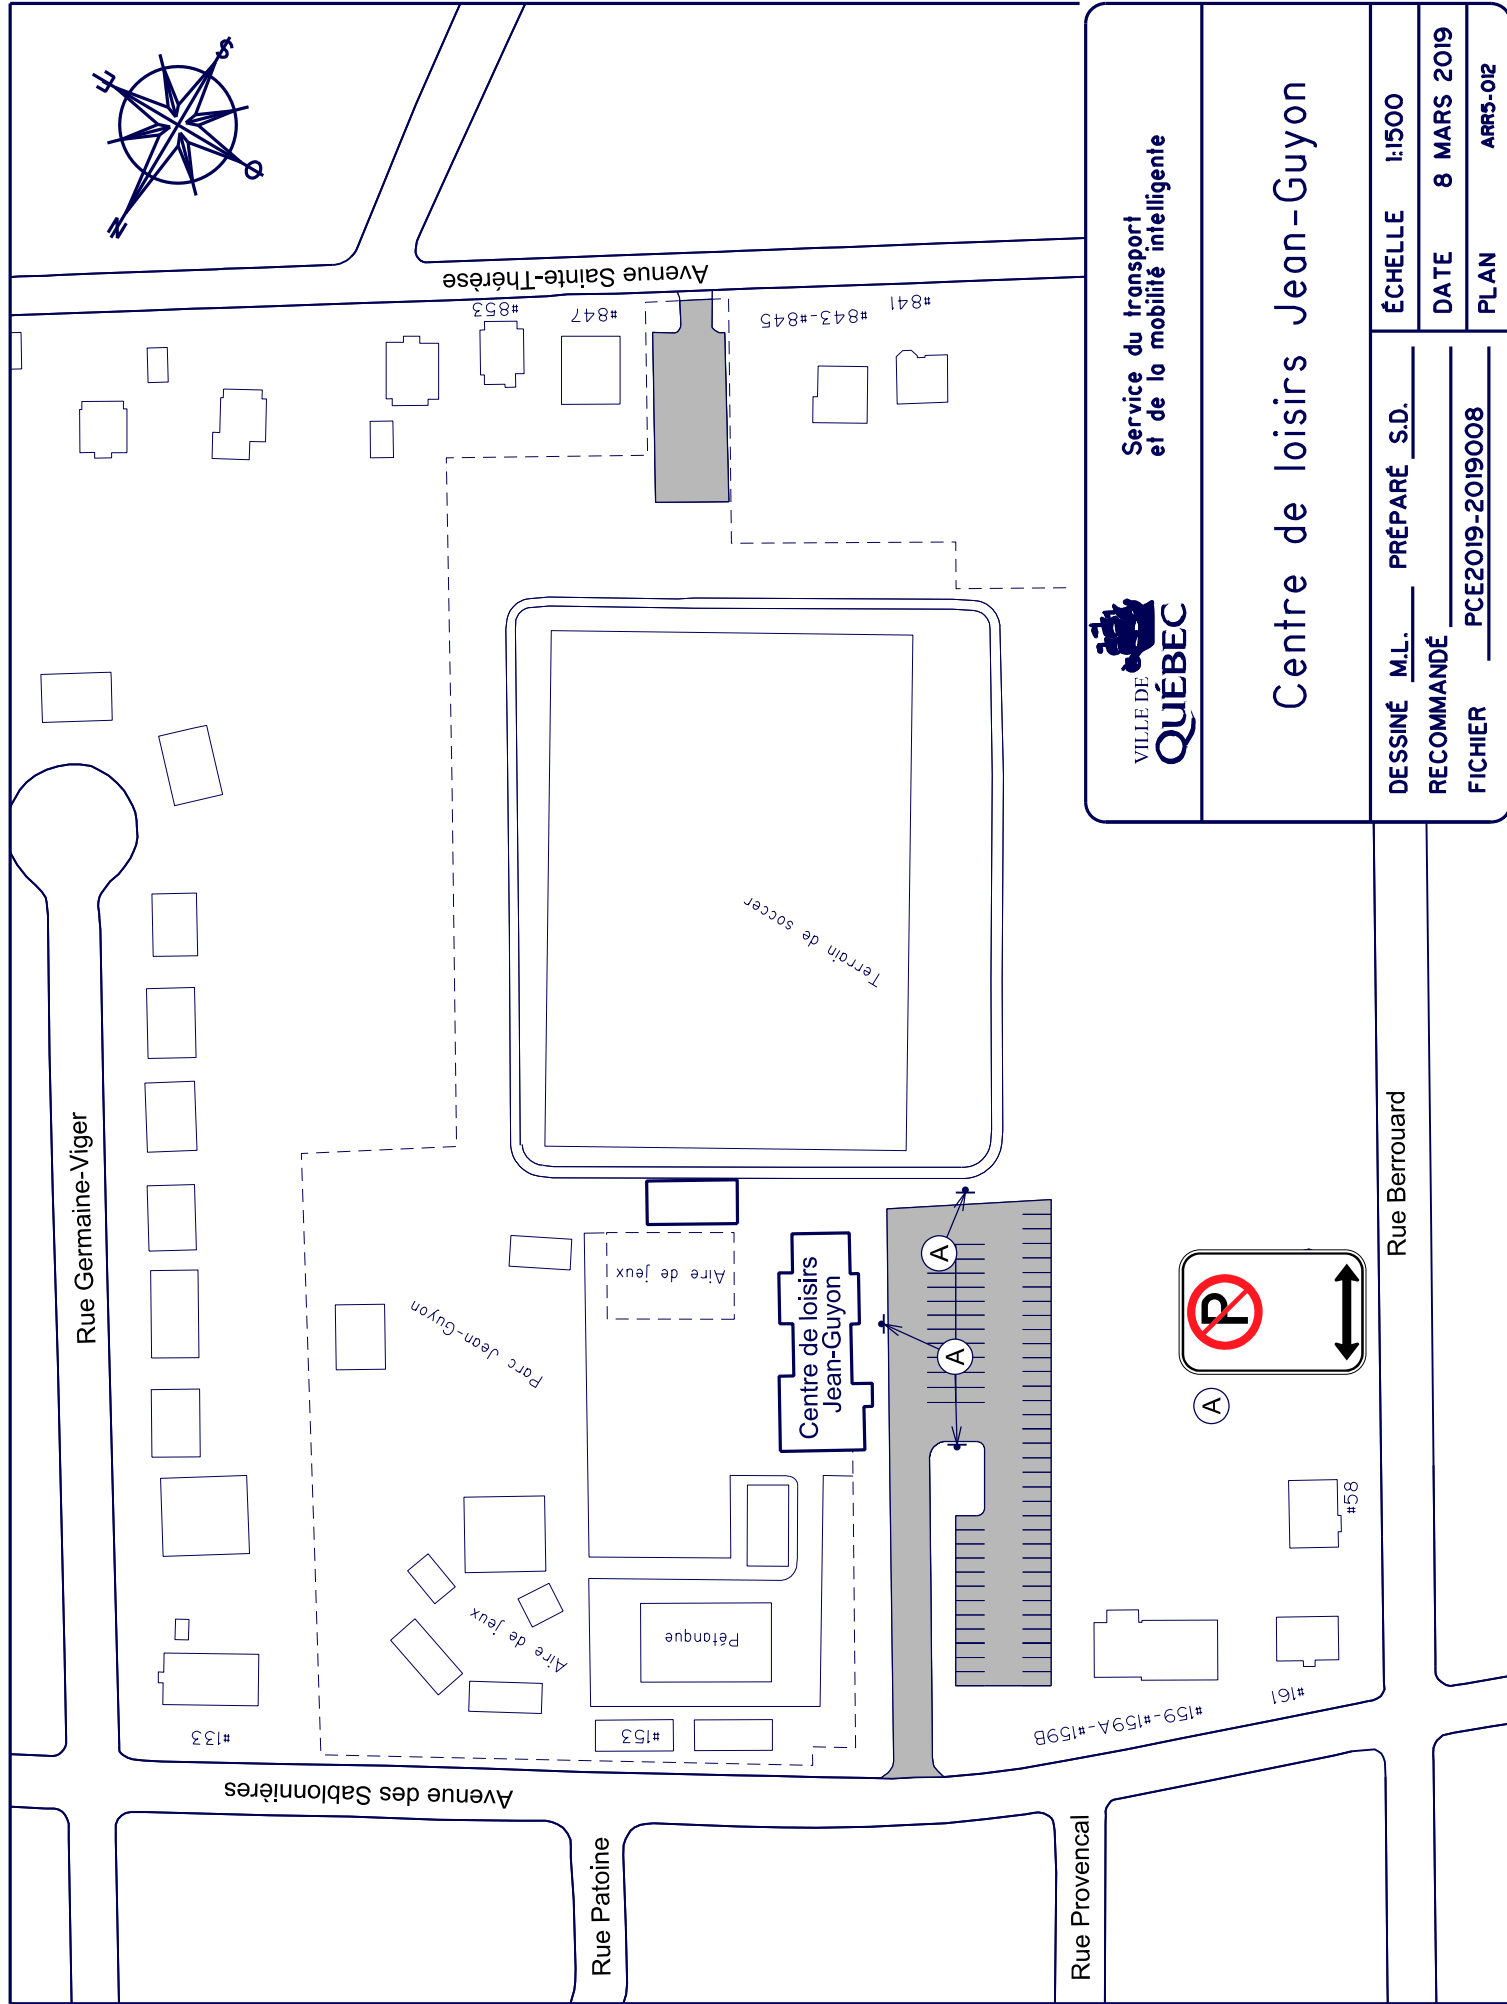 N
E
S
O
Avenue Sainte-Thérèse
#853
#847
#843-#845
#841
Rue Germaine-Viger
Terrain de soccer
Parc Jean-Guyon
Aire de jeux
Centre de loisirs
Jean-Guyon
A
A
Aire de jeux
Pétanque
#133
#153
#159-#159A-#159B
#161
#58
Avenue des Sablonnières
Rue Patoine
Rue Provencal
Rue Berrouard
A
P
VILLE DE
QUÉBEC
Service du transport
et de la mobilité intelligente
Centre de loisirs Jean-Guyon
DESSINÉ M.L. PRÉPARÉ S.D.
RECOMMANDÉ
FICHIER PCE2019-2019008
ÉCHELLE 1:1500
DATE 8 MARS 2019
PLAN ARR5-012